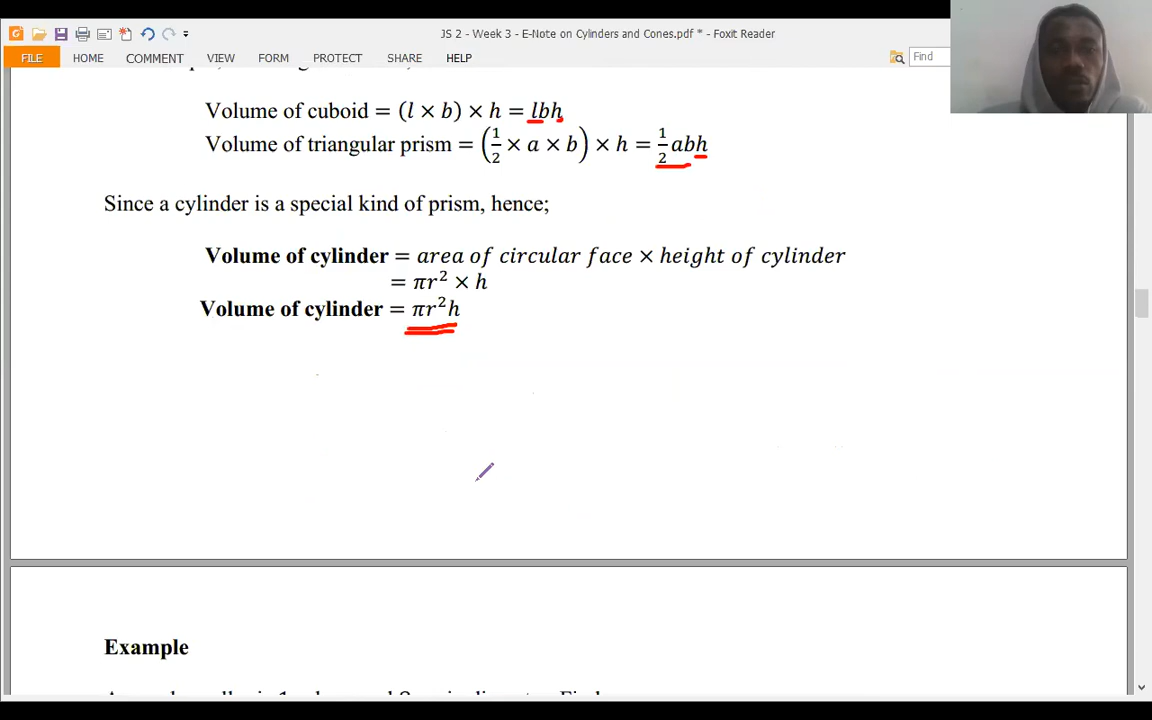 JS 2 - Week 3 - E-Note on Cylinders and Cones.pdf * - Foxit Reader
FILE HOME COMMENT VIEW FORM PROTECT SHARE HELP Find
Volume of cuboid = (l × b) × h = lbh
Volume of triangular prism = (1/2 × a × b) × h = 1/2 abh
Since a cylinder is a special kind of prism, hence;
Volume of cylinder = area of circular face × height of cylinder
= πr² × h
Volume of cylinder = πr²h
Example